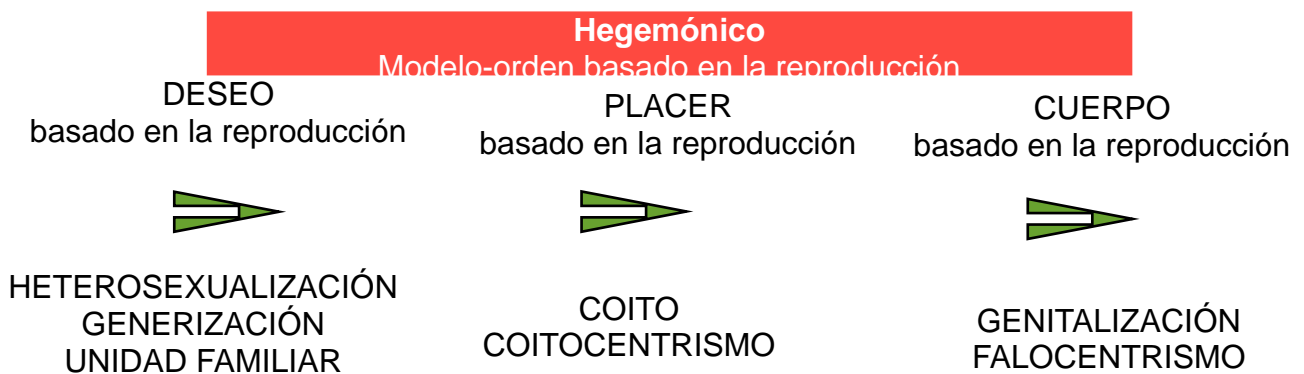 Hegemónico
Modelo-orden basado en la reproducción
DESEO
basado en la reproducción
PLACER
basado en la reproducción
CUERPO
basado en la reproducción
HETEROSEXUALIZACIÓN
GENERIZACIÓN
UNIDAD FAMILIAR
COITO
COITOCENTRISMO
GENITALIZACIÓN
FALOCENTRISMO